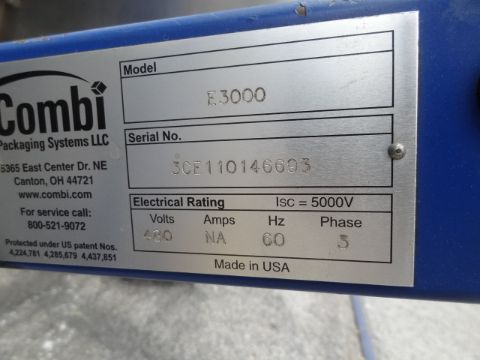 Combi
Packaging Systems LLC
5365 East Center Dr. NE
Canton, OH 44721
www.combi.com
For service call:
800-521-9072
Protected under US patent Nos.
4,224,781 4,285,679 4,437,851
Model
E3000
Serial No.
3CE110146603
Electrical Rating Isc = 5000V
Volts Amps Hz Phase
480 NA 60 3
Made in USA